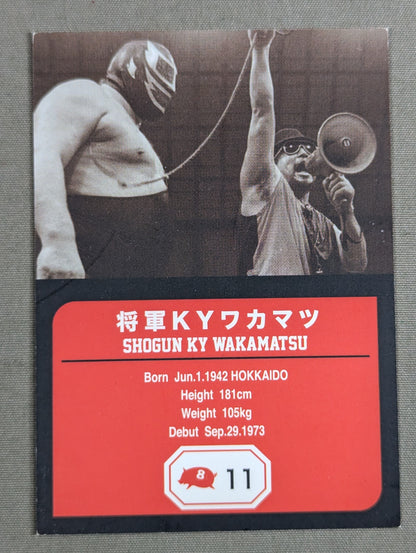 将軍KYワカマツ
SHOGUN KY WAKAMATSU
Born Jun.1.1942 HOKKAIDO
Height 181cm
Weight 105kg
Debut Sep.29.1973
8 11